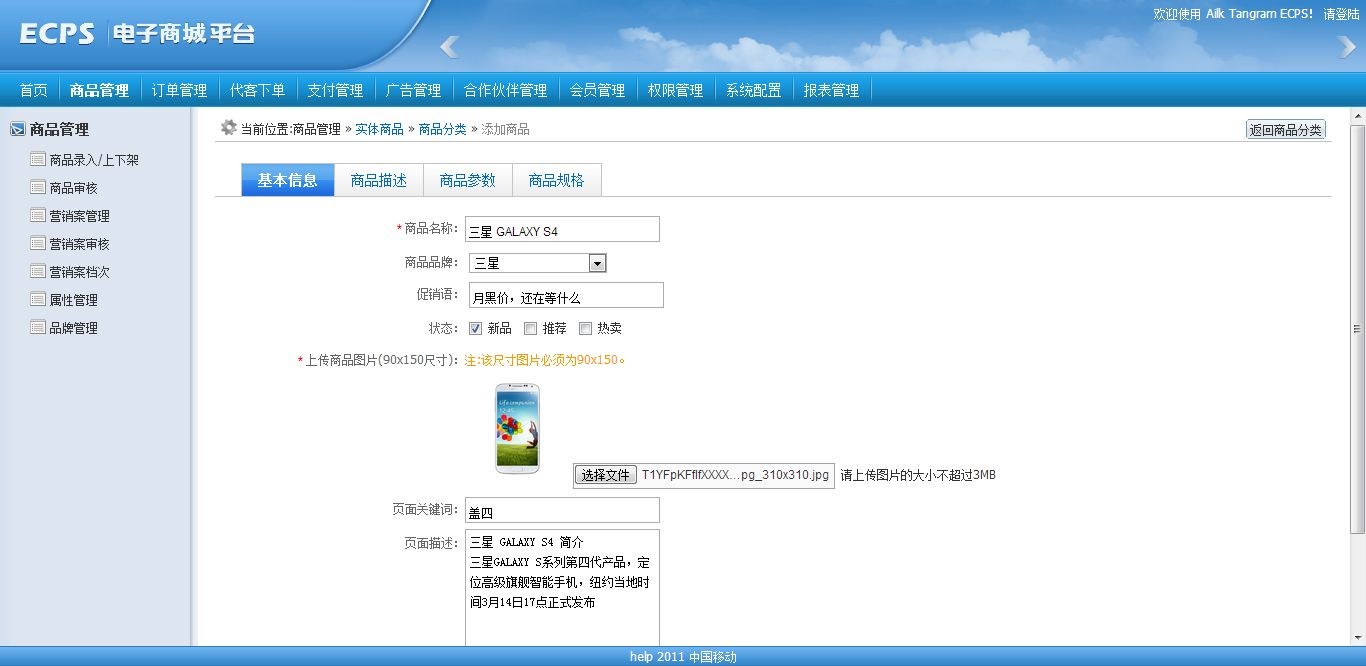 ECPS 电子商城平台
欢迎使用 Ailk Tangram ECPS! 请登陆
首页 商品管理 订单管理 代客下单 支付管理 广告管理 合作伙伴管理 会员管理 权限管理 系统配置 报表管理
商品管理
商品录入/上下架
商品审核
营销案管理
营销案审核
营销案档次
属性管理
品牌管理
当前位置:商品管理 » 实体商品 » 商品分类 » 添加商品
返回商品分类
基本信息 商品描述 商品参数 商品规格
*商品名称: 三星 GALAXY S4
商品品牌: 三星
促销语: 月黑价，还在等什么
状态: 新品 推荐 热卖
*上传商品图片(90x150尺寸): 注:该尺寸图片必须为90x150。
Life companion
12:45
选择文件 T1YFpKFflfXXXX...pg_310x310.jpg 请上传图片的大小不超过3MB
页面关键词: 盖四
页面描述: 三星 GALAXY S4 简介
三星GALAXY S系列第四代产品，定
位高级旗舰智能手机，纽约当地时
间3月14日17点正式发布
help 2011 中国移动